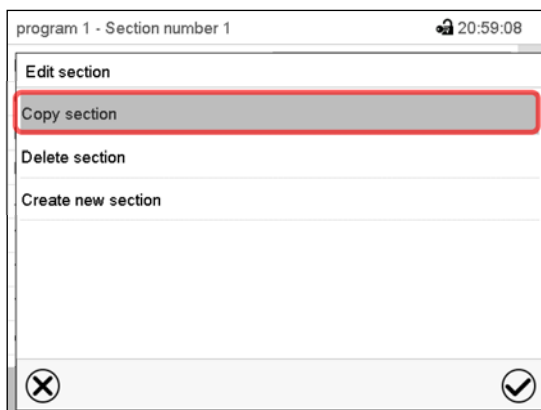 program 1 - Section number 1 20:59:08
Edit section
Copy section
Delete section
Create new section